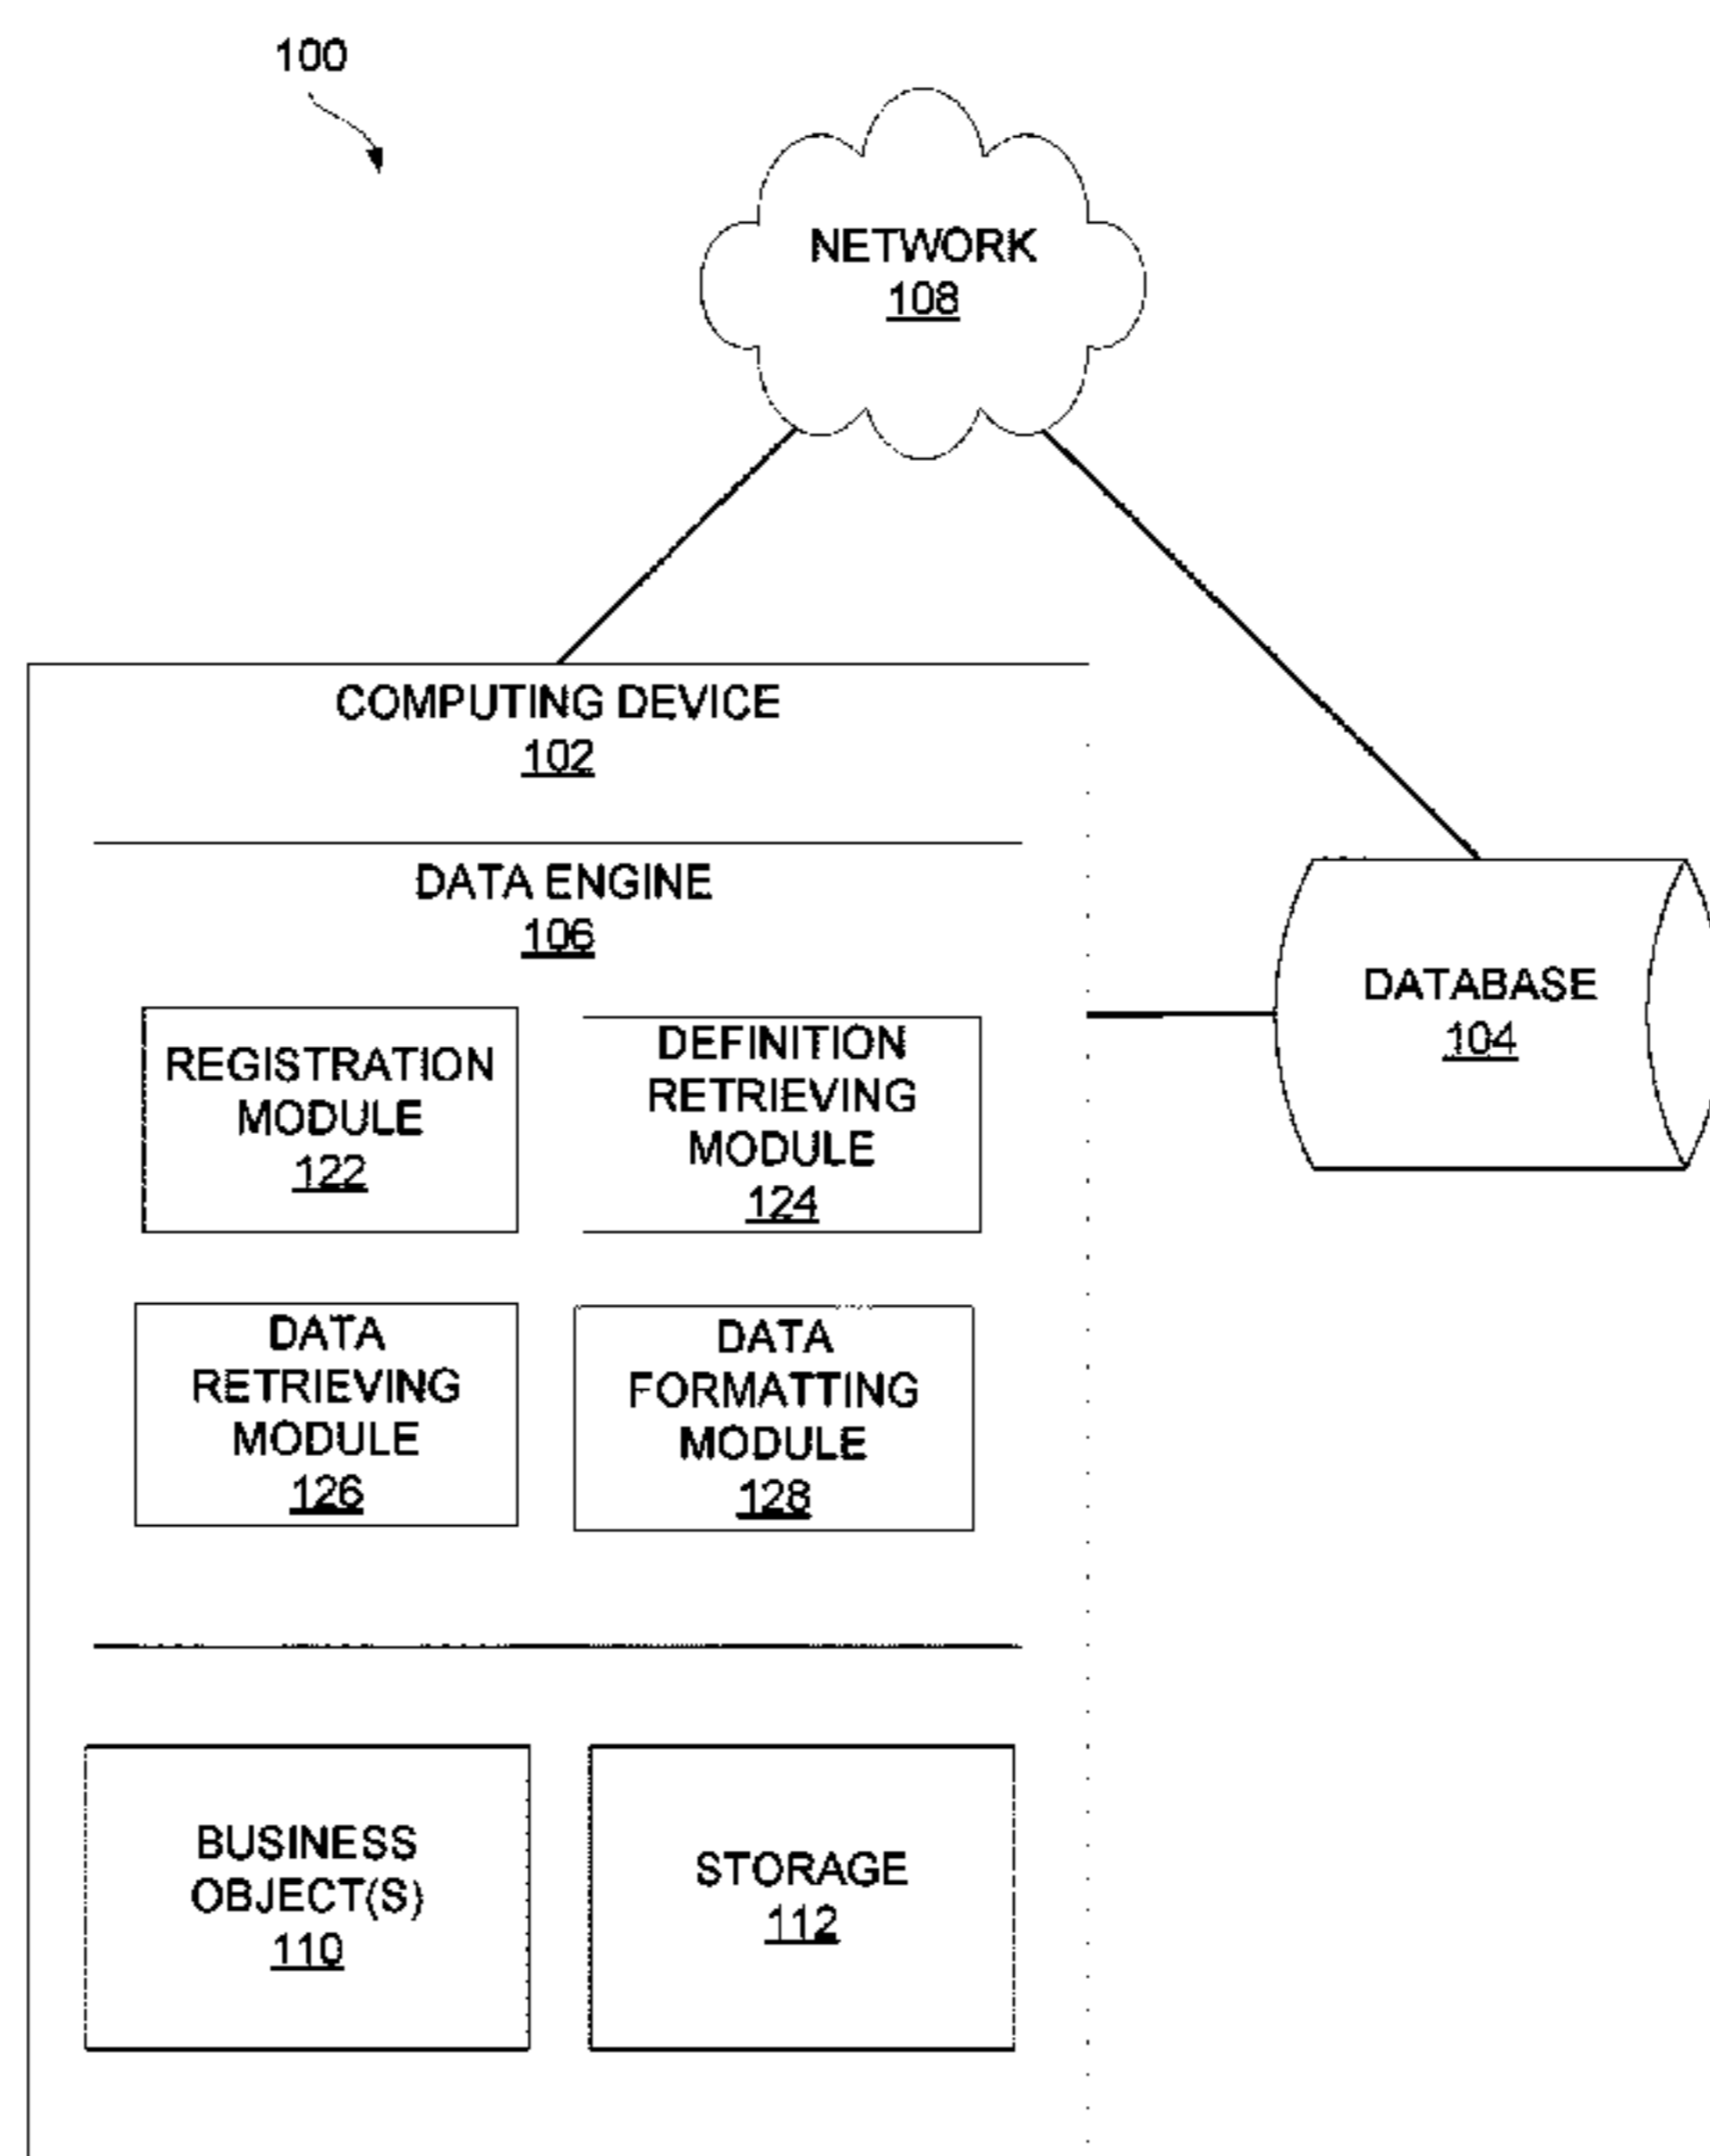 100
NETWORK
108
COMPUTING DEVICE
102
DATA ENGINE
106
REGISTRATION
MODULE
122
DEFINITION
RETRIEVING
MODULE
124
DATABASE
104
DATA
RETRIEVING
MODULE
126
DATA
FORMATTING
MODULE
128
BUSINESS
OBJECT(S)
110
STORAGE
112